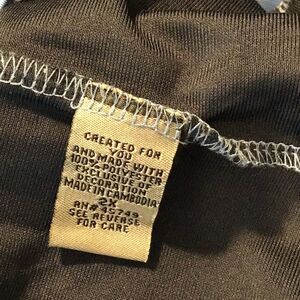 CREATED FOR
YOU
AND MADE WITH
100% POLYESTER
EXCLUSIVE OF
DECORATION
MADE IN CAMBODIA
2X
RN# 95749
SEE REVERSE
FOR CARE